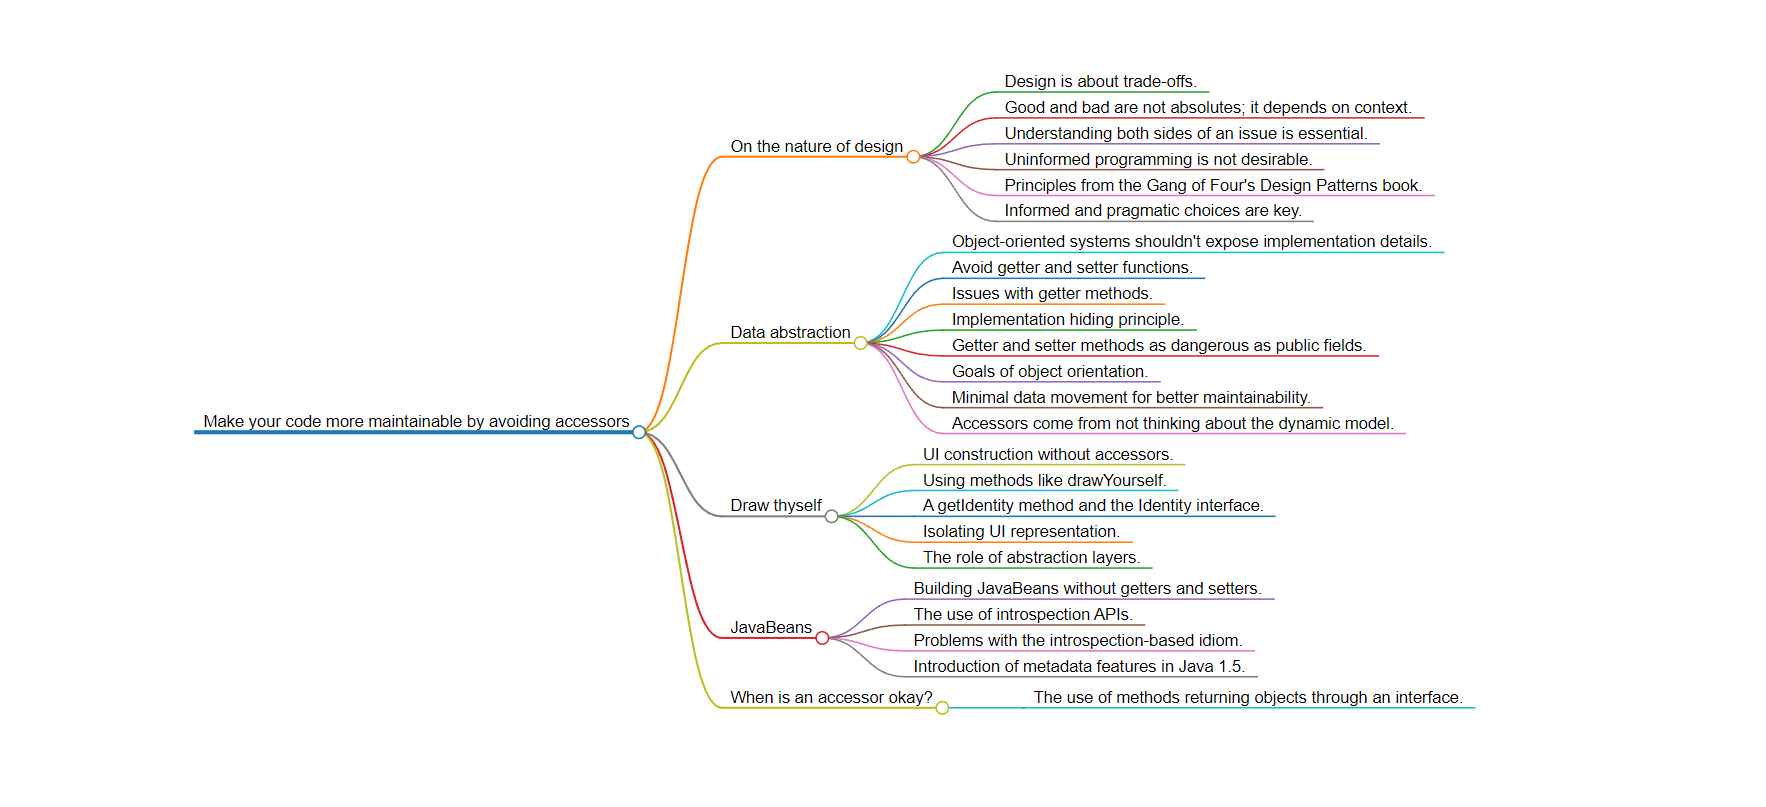 Make your code more maintainable by avoiding accessors
On the nature of design
Design is about trade-offs.
Good and bad are not absolutes; it depends on context.
Understanding both sides of an issue is essential.
Uninformed programming is not desirable.
Principles from the Gang of Four's Design Patterns book.
Informed and pragmatic choices are key.
Data abstraction
Object-oriented systems shouldn't expose implementation details.
Avoid getter and setter functions.
Issues with getter methods.
Implementation hiding principle.
Getter and setter methods as dangerous as public fields.
Goals of object orientation.
Minimal data movement for better maintainability.
Accessors come from not thinking about the dynamic model.
Draw thyself
UI construction without accessors.
Using methods like drawYourself.
A getIdentity method and the Identity interface.
Isolating UI representation.
The role of abstraction layers.
JavaBeans
Building JavaBeans without getters and setters.
The use of introspection APIs.
Problems with the introspection-based idiom.
Introduction of metadata features in Java 1.5.
When is an accessor okay?
The use of methods returning objects through an interface.